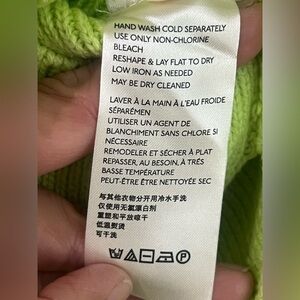 HAND WASH COLD SEPARATELY
USE ONLY NON-CHLORINE
BLEACH
RESHAPE & LAY FLAT TO DRY
LOW IRON AS NEEDED
MAY BE DRY CLEANED
LAVER À LA MAIN À L'EAU FROIDE
SÉPARÉMEN
UTILISER UN AGENT DE
BLANCHIMENT SANS CHLORE SI
NÉCESSAIRE
REMODELER ET SÉCHER À PLAT
REPASSER, AU BESOIN, À TRÈS
BASSE TEMPÉRATURE
PEUT-ÊTRE ÊTRE NETTOYÉE SEC
与其他衣物分开用冷水手洗
仅使用无氯漂白剂
重塑和平放晾干
低温熨烫
可干洗